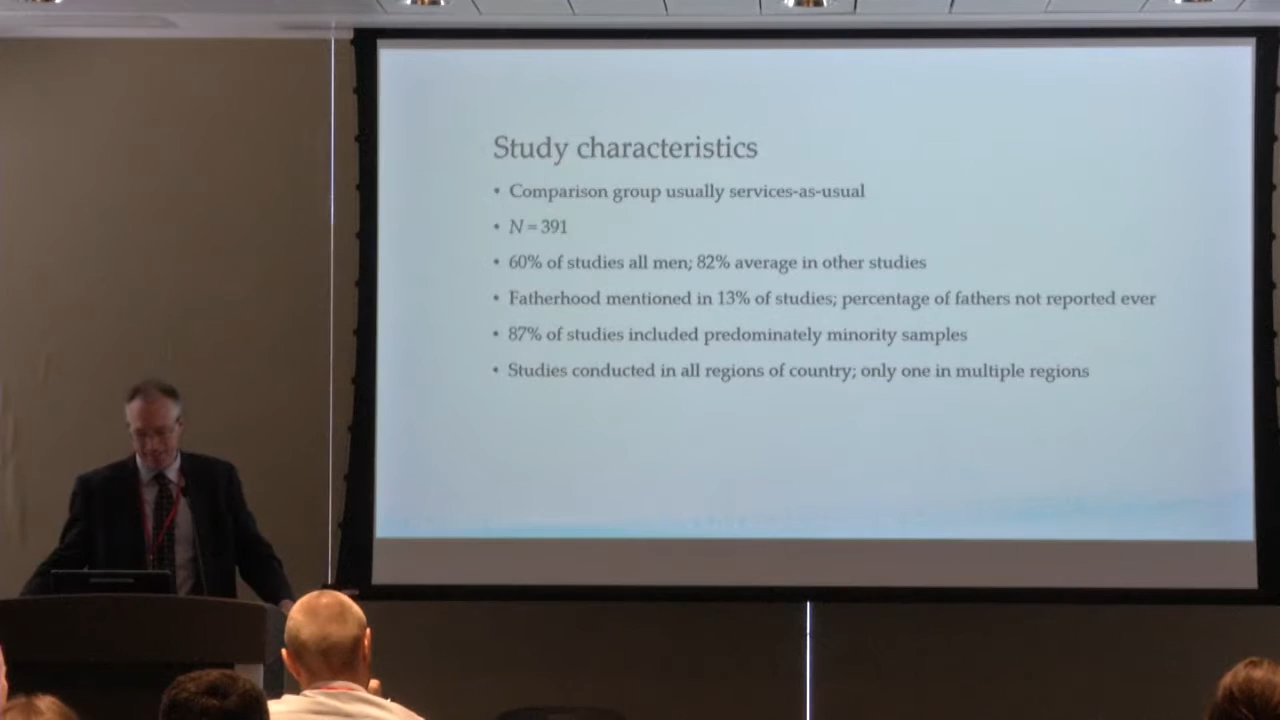 Study characteristics
• Comparison group usually services-as-usual
• N = 391
• 60% of studies all men; 82% average in other studies
• Fatherhood mentioned in 13% of studies; percentage of fathers not reported ever
• 87% of studies included predominately minority samples
• Studies conducted in all regions of country; only one in multiple regions